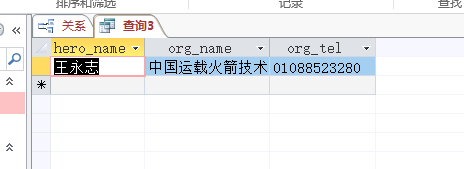 排序和筛选 记录 查找
关系 查询3
hero_name org_name org_tel
王永志 中国运载火箭技术 01088523280